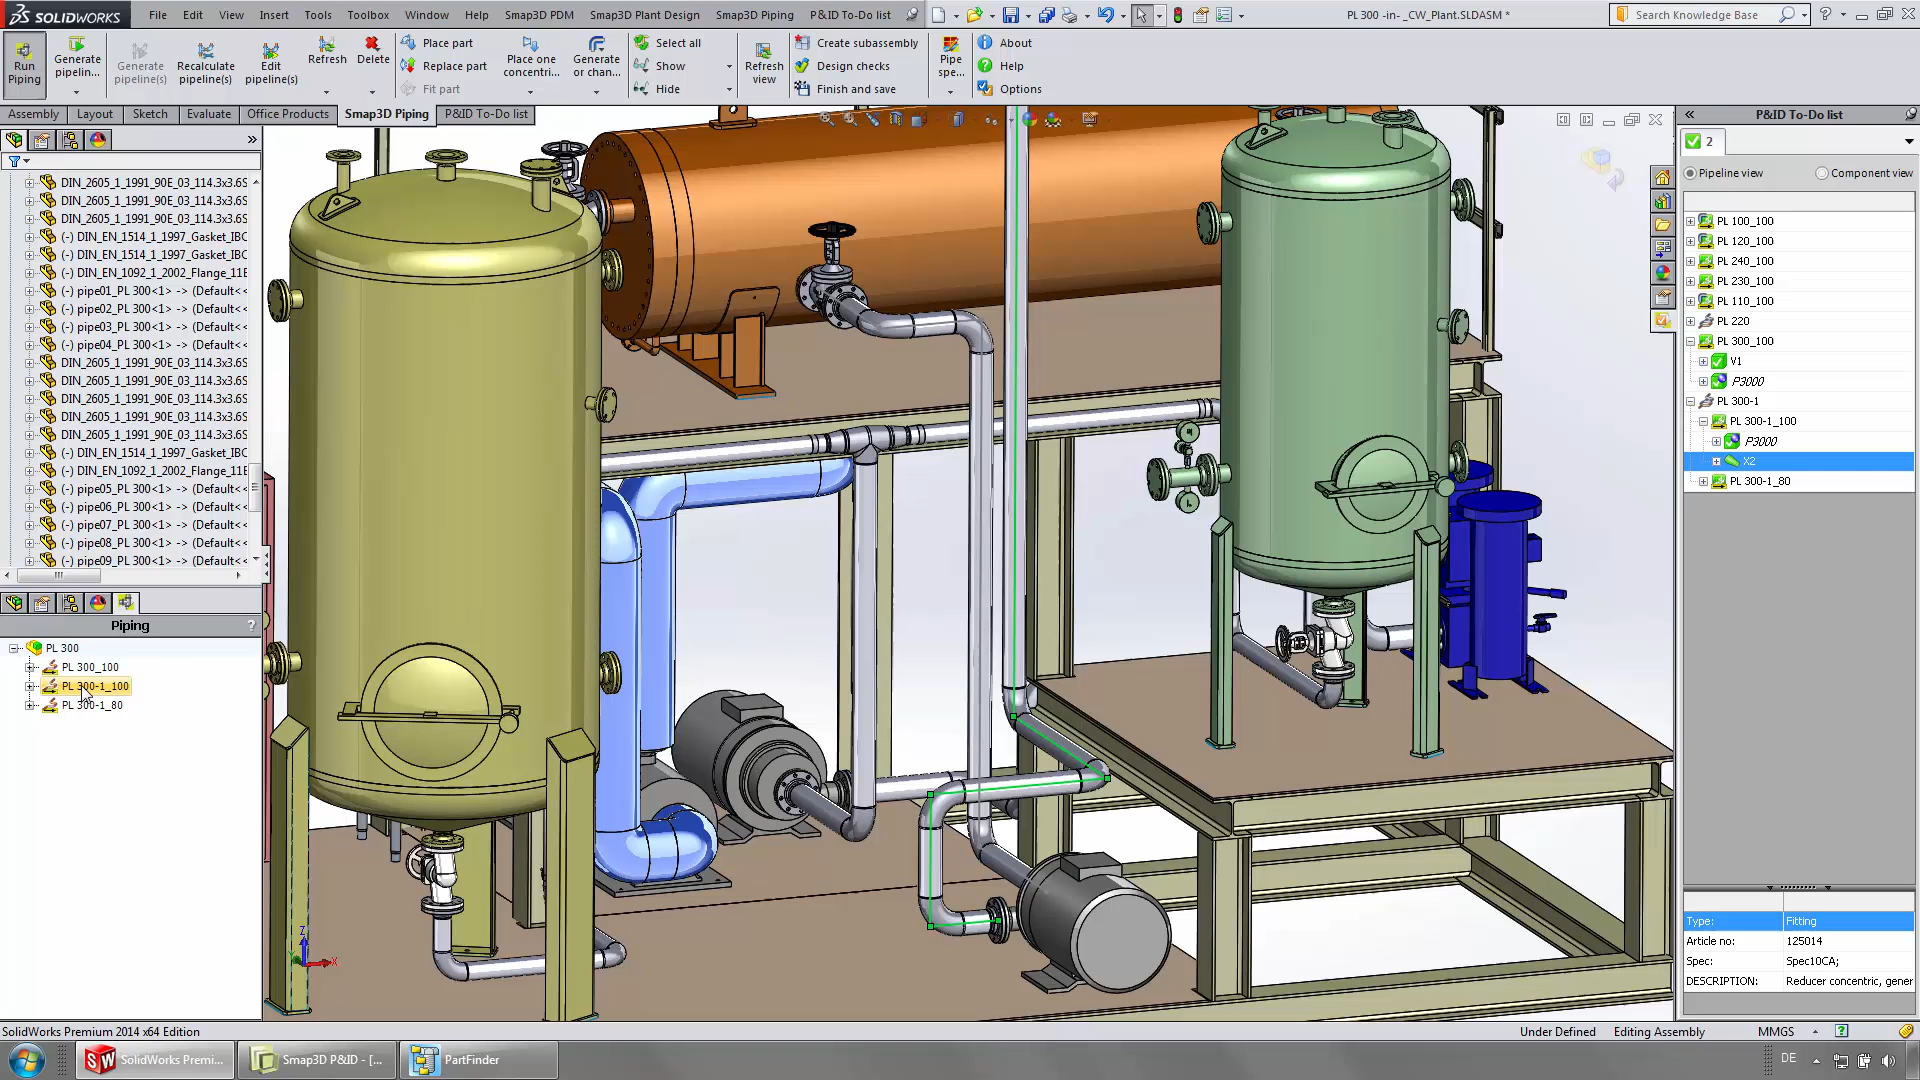 SOLIDWORKS
File Edit View Insert Tools Toolbox Window Help Smap3D PDM Smap3D Plant Design Smap3D Piping P&ID To-Do list
PL 300 -in- _CW_Plant.SLDASM *
Search Knowledge Base
Run Piping
Generate pipelin...
Generate pipeline(s)
Recalculate pipeline(s)
Edit pipeline(s)
Refresh
Delete
Place part
Replace part
Fit part
Place one concentri...
Generate or chan...
Select all
Show
Hide
Refresh view
Create subassembly
Design checks
Finish and save
Pipe spe...
About
Help
Options
Assembly Layout Sketch Evaluate Office Products Smap3D Piping P&ID To-Do list
DIN_2605_1_1991_90E_03_114.3x3.6S
DIN_2605_1_1991_90E_03_114.3x3.6S
DIN_2605_1_1991_90E_03_114.3x3.6S
(-) DIN_EN_1514_1_1997_Gasket_IBC
(-) DIN_EN_1514_1_1997_Gasket_IBC
(-) DIN_EN_1092_1_2002_Flange_11E
(-) pipe01_PL 300<1> -> (Default<<
(-) pipe02_PL 300<1> -> (Default<<
(-) pipe03_PL 300<1> -> (Default<<
(-) pipe04_PL 300<1> -> (Default<<
DIN_2605_1_1991_90E_03_114.3x3.6S
DIN_2605_1_1991_90E_03_114.3x3.6S
DIN_2605_1_1991_90E_03_114.3x3.6S
DIN_2605_1_1991_90E_03_114.3x3.6S
DIN_2605_1_1991_90E_03_114.3x3.6S
(-) DIN_EN_1514_1_1997_Gasket_IBC
(-) DIN_EN_1092_1_2002_Flange_11E
(-) pipe05_PL 300<1> -> (Default<<
(-) pipe06_PL 300<1> -> (Default<<
(-) pipe07_PL 300<1> -> (Default<<
(-) pipe08_PL 300<1> -> (Default<<
(-) pipe09_PL 300<1> -> (Default<<
Piping
?
PL 300
PL 300_100
PL 300-1_100
PL 300-1_80
Z
X
P&ID To-Do list
2
Pipeline view Component view
PL 100_100
PL 120_100
PL 240_100
PL 230_100
PL 110_100
PL 220
PL 300_100
V1
P3000
PL 300-1
PL 300-1_100
P3000
X2
PL 300-1_80
Type: Fitting
Article no: 125014
Spec: Spec10CA;
DESCRIPTION: Reducer concentric, gener
SolidWorks Premium 2014 x64 Edition
Under Defined Editing Assembly MMGS
SolidWorks Premi...
Smap3D P&ID - [...
PartFinder
DE